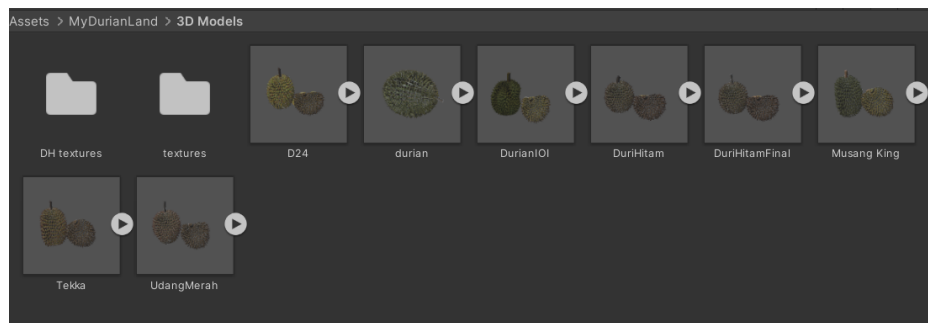 Assets > MyDurianLand > 3D Models
DH textures
textures
D24
durian
DurianIOI
DuriHitam
DuriHitamFinal
Musang King
Tekka
UdangMerah